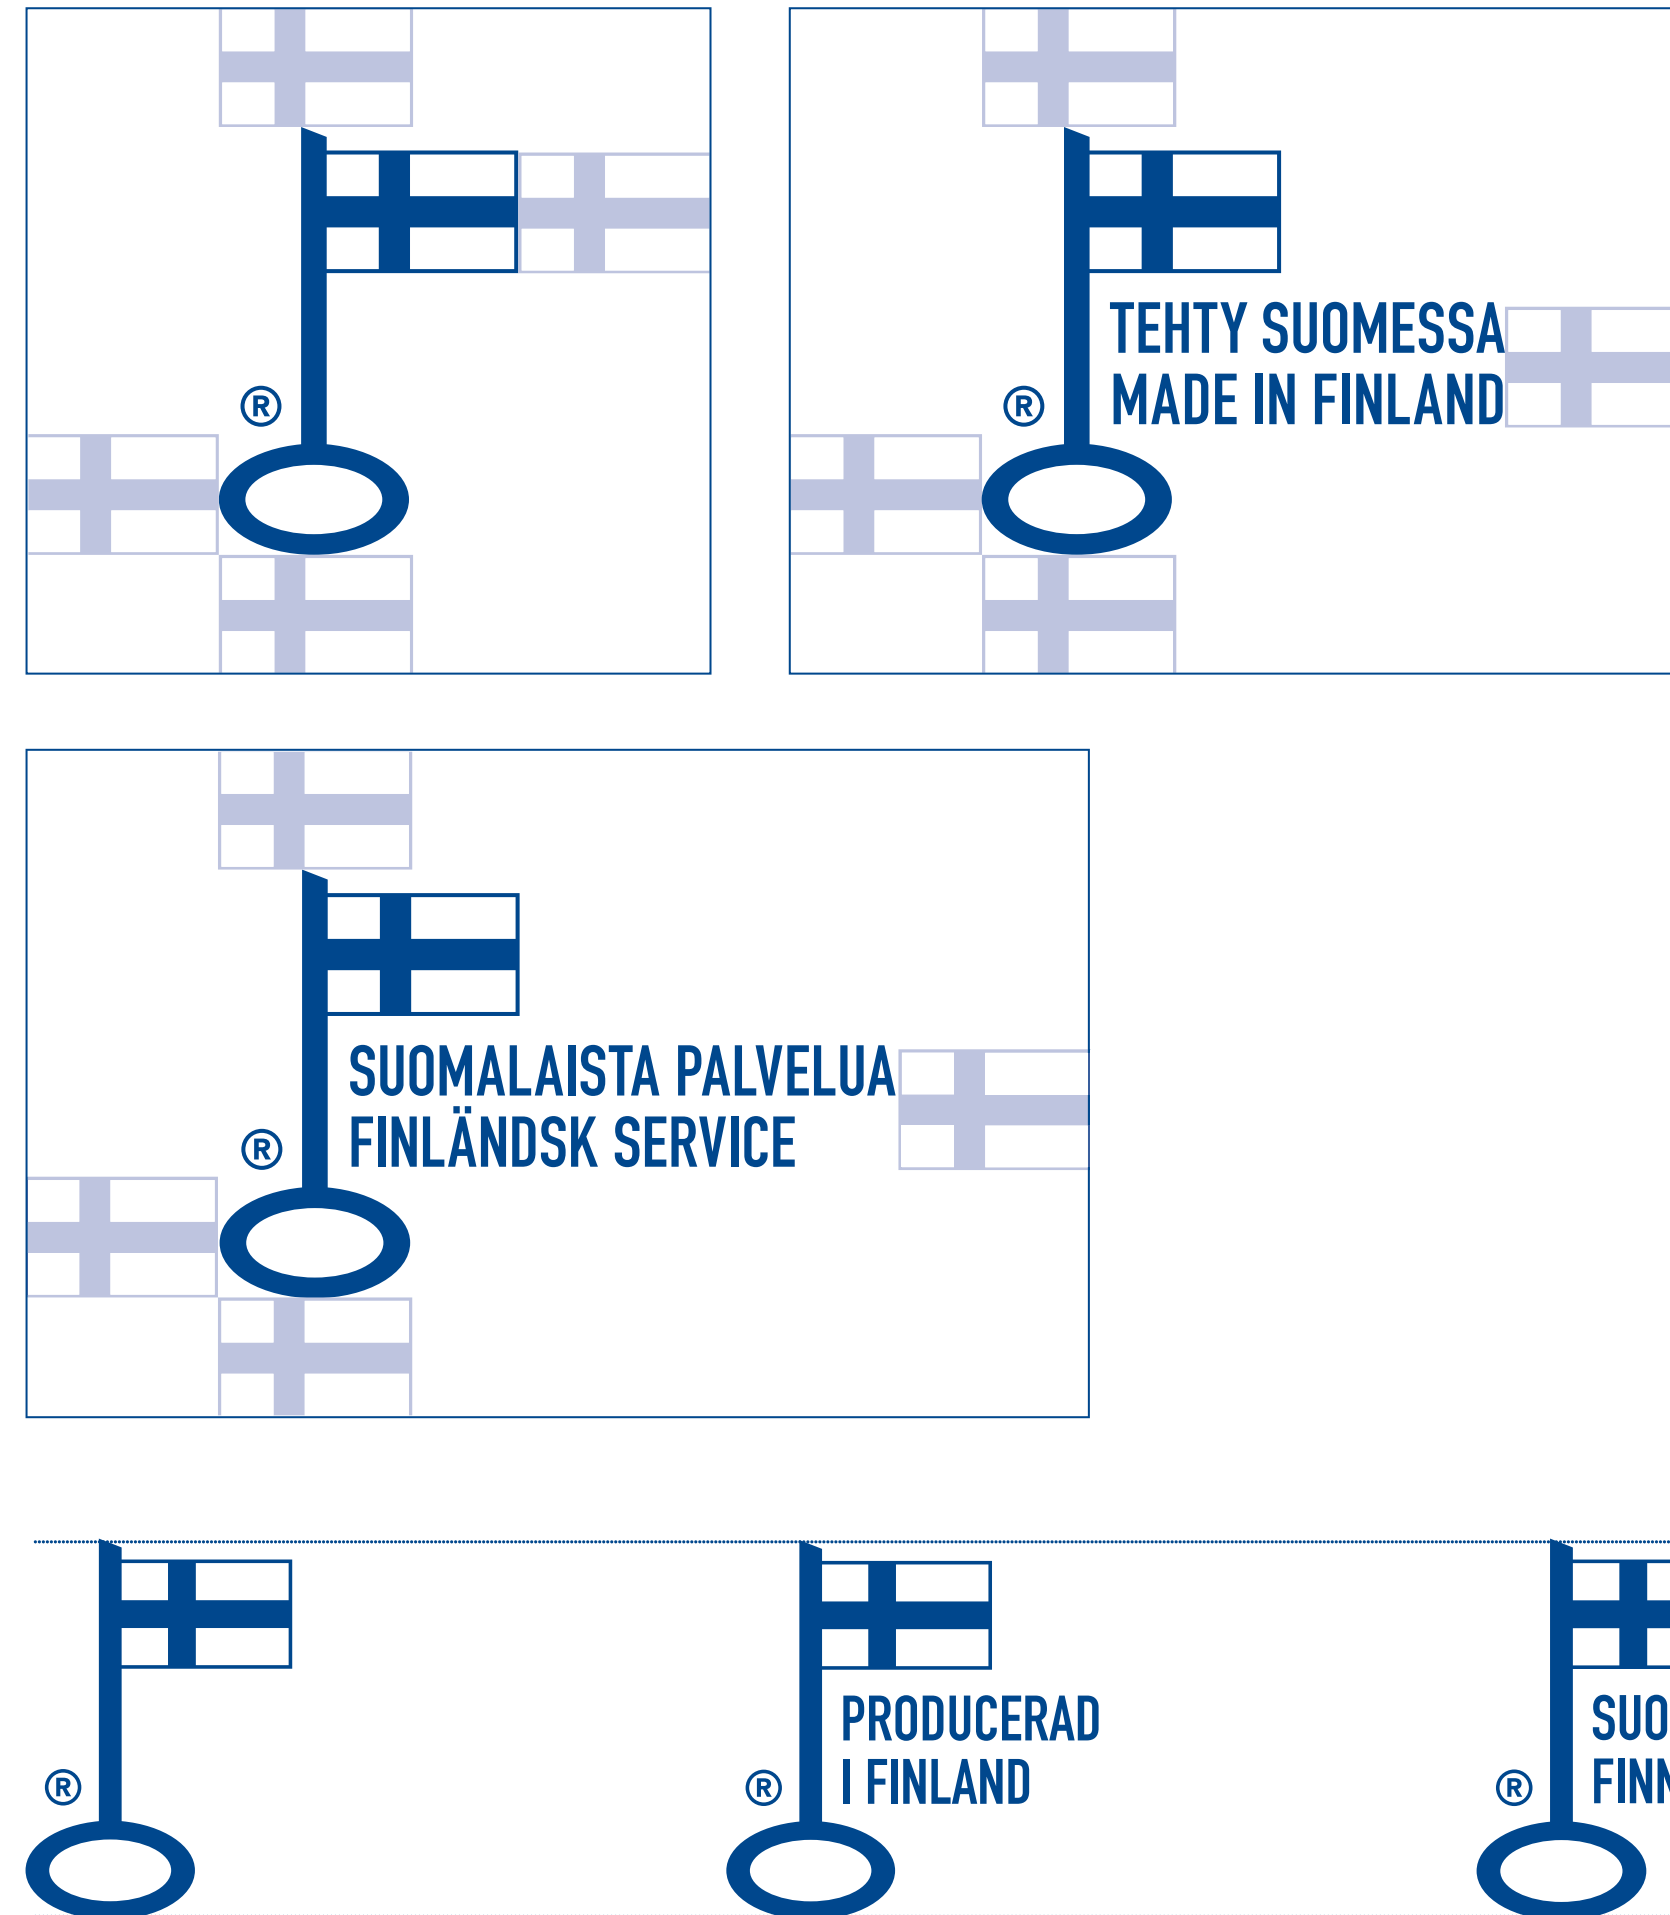 ®
TEHTY SUOMESSA
MADE IN FINLAND
®
SUOMALAISTA PALVELUA
FINLÄNDSK SERVICE
®
®
PRODUCERAD
I FINLAND
®
®